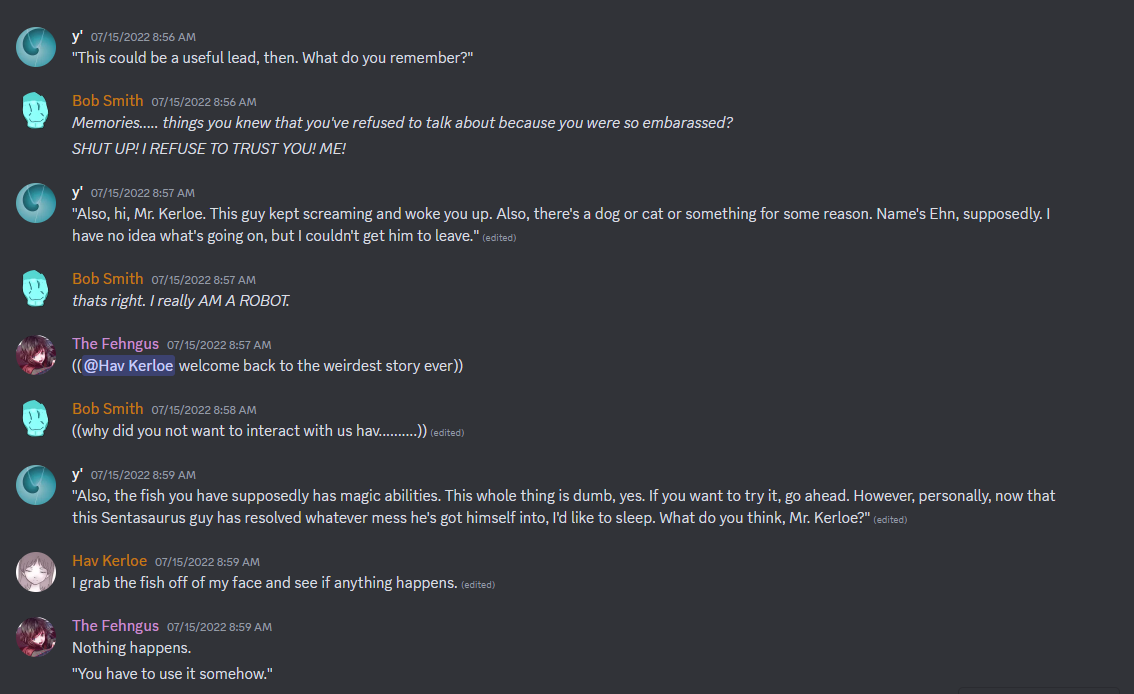 y' 07/15/2022 8:56 AM
"This could be a useful lead, then. What do you remember?"
Bob Smith 07/15/2022 8:56 AM
Memories..... things you knew that you've refused to talk about because you were so embarassed?
SHUT UP! I REFUSE TO TRUST YOU! ME!
y' 07/15/2022 8:57 AM
"Also, hi, Mr. Kerloe. This guy kept screaming and woke you up. Also, there's a dog or cat or something for some reason. Name's Ehn, supposedly. I
have no idea what's going on, but I couldn't get him to leave." (edited)
Bob Smith 07/15/2022 8:57 AM
thats right. I really AM A ROBOT.
The Fehngus 07/15/2022 8:57 AM
((@Hav Kerloe welcome back to the weirdest story ever))
Bob Smith 07/15/2022 8:58 AM
((why did you not want to interact with us hav..........)) (edited)
y' 07/15/2022 8:59 AM
"Also, the fish you have supposedly has magic abilities. This whole thing is dumb, yes. If you want to try it, go ahead. However, personally, now that
this Sentasaurus guy has resolved whatever mess he's got himself into, I'd like to sleep. What do you think, Mr. Kerloe?" (edited)
Hav Kerloe 07/15/2022 8:59 AM
I grab the fish off of my face and see if anything happens. (edited)
The Fehngus 07/15/2022 8:59 AM
Nothing happens.
"You have to use it somehow."